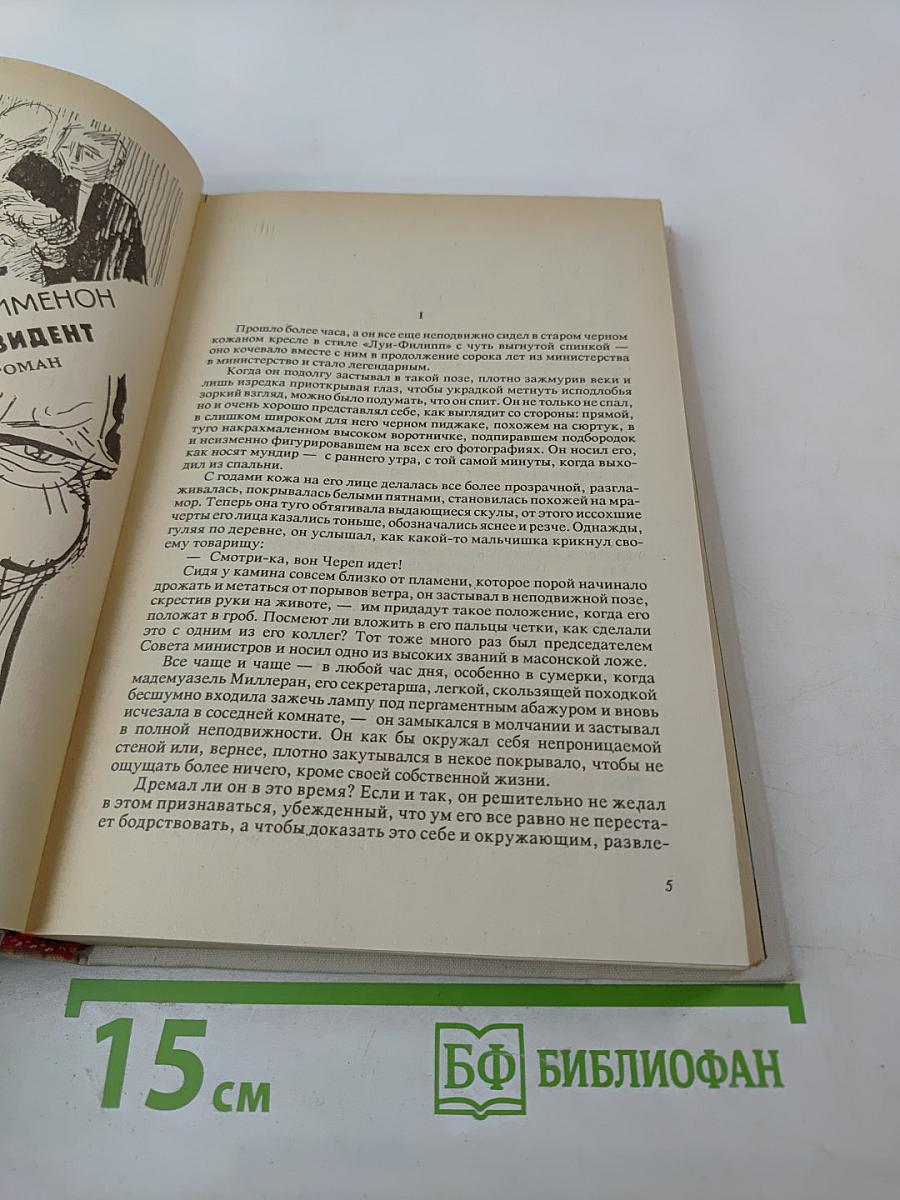 ИМЕНОН
ЗИДЕНТ
РОМАН
I
Прошло более часа, а он все еще неподвижно сидел в старом черном
кожаном кресле в стиле «Луи-Филипп» с чуть выгнутой спинкой —
оно кочевало вместе с ним в продолжение сорока лет из министерства
в министерство и стало легендарным.
Когда он подолгу застывал в такой позе, плотно зажмурив веки и
лишь изредка приоткрывая глаз, чтобы украдкой метнуть исподлобья
зоркий взгляд, можно было подумать, что он спит. Он не только не спал,
но и очень хорошо представлял себе, как выглядит со стороны: прямой,
в слишком широком для него черном пиджаке, похожем на сюртук, в
туго накрахмаленном высоком воротничке, подпиравшем подбородок
и неизменно фигурировавшем на всех его фотографиях. Он носил его,
как носят мундир — с раннего утра, с той самой минуты, когда выхо-
дил из спальни.
С годами кожа на его лице делалась все более прозрачной, разгла-
живалась, покрывалась белыми пятнами, становилась похожей на мра-
мор. Теперь она туго обтягивала выдающиеся скулы, от этого иссохшие
черты его лица казались тоньше, обозначались яснее и резче. Однажды,
гуляя по деревне, он услышал, как какой-то мальчишка крикнул сво-
ему товарищу:
— Смотри-ка, вон Череп идет!
Сидя у камина совсем близко от пламени, которое порой начинало
дрожать и метаться от порывов ветра, он застывал в неподвижной позе,
скрестив руки на животе, — им придадут такое положение, когда его
положат в гроб. Посмеют ли вложить в его пальцы четки, как сделали
это с одним из его коллег? Тот тоже много раз был председателем
Совета министров и носил одно из высоких званий в масонской ложе.
Все чаще и чаще — в любой час дня, особенно в сумерки, когда
мадемуазель Миллеран, его секретарша, легкой, скользящей походкой
бесшумно входила зажечь лампу под пергаментным абажуром и вновь
исчезала в соседней комнате, — он замыкался в молчании и застывал
в полной неподвижности. Он как бы окружал себя непроницаемой
стеной или, вернее, плотно закутывался в некое покрывало, чтобы не
ощущать более ничего, кроме своей собственной жизни.
Дремал ли он в это время? Если и так, он решительно не желал
в этом признаваться, убежденный, что ум его все равно не переста-
ет бодрствовать, а чтобы доказать это себе и окружающим, развле-
5
15 см
БФ БИБЛИОФАН